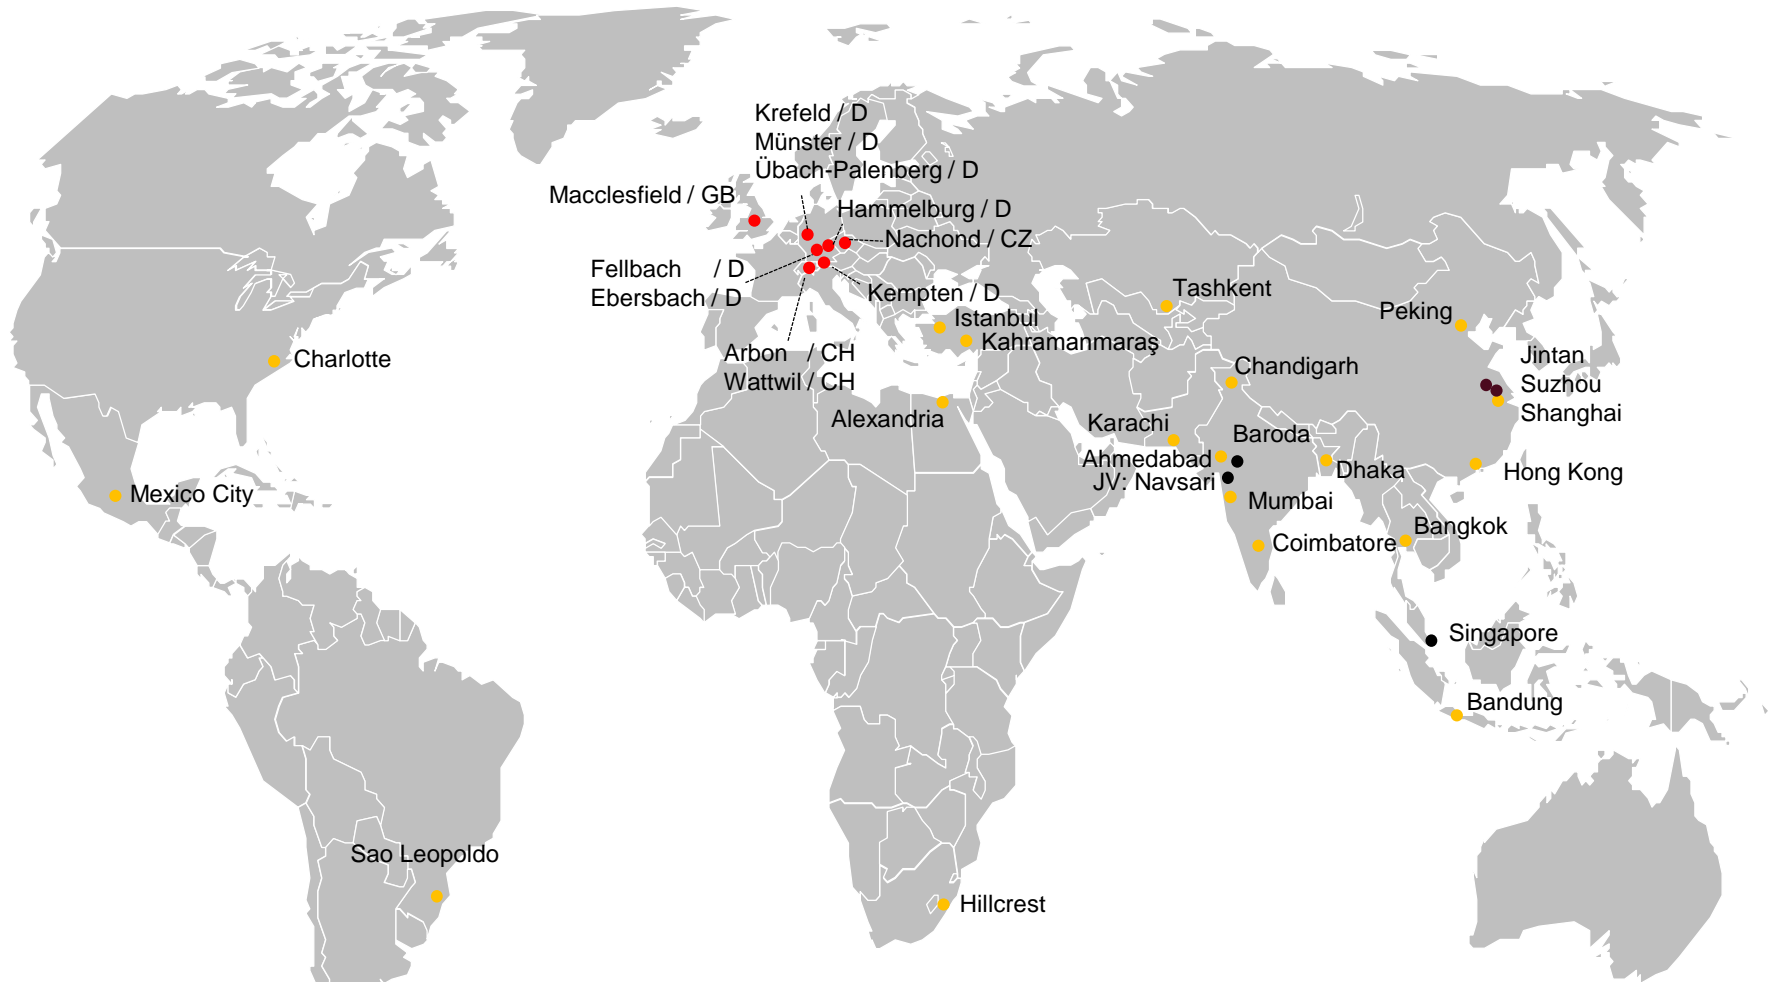 Krefeld / D
Münster / D
Übach-Palenberg / D
Macclesfield / GB
Hammelburg / D
Nachond / CZ
Fellbach / D
Ebersbach / D
Kempten / D
Tashkent
Peking
Istanbul
Kahramanmaraş
Arbon / CH
Wattwil / CH
Charlotte
Chandigarh
Jintan
Suzhou
Shanghai
Alexandria
Karachi
Baroda
Ahmedabad
JV: Navsari
Dhaka
Hong Kong
Mexico City
Mumbai
Bangkok
Coimbatore
Singapore
Bandung
Sao Leopoldo
Hillcrest